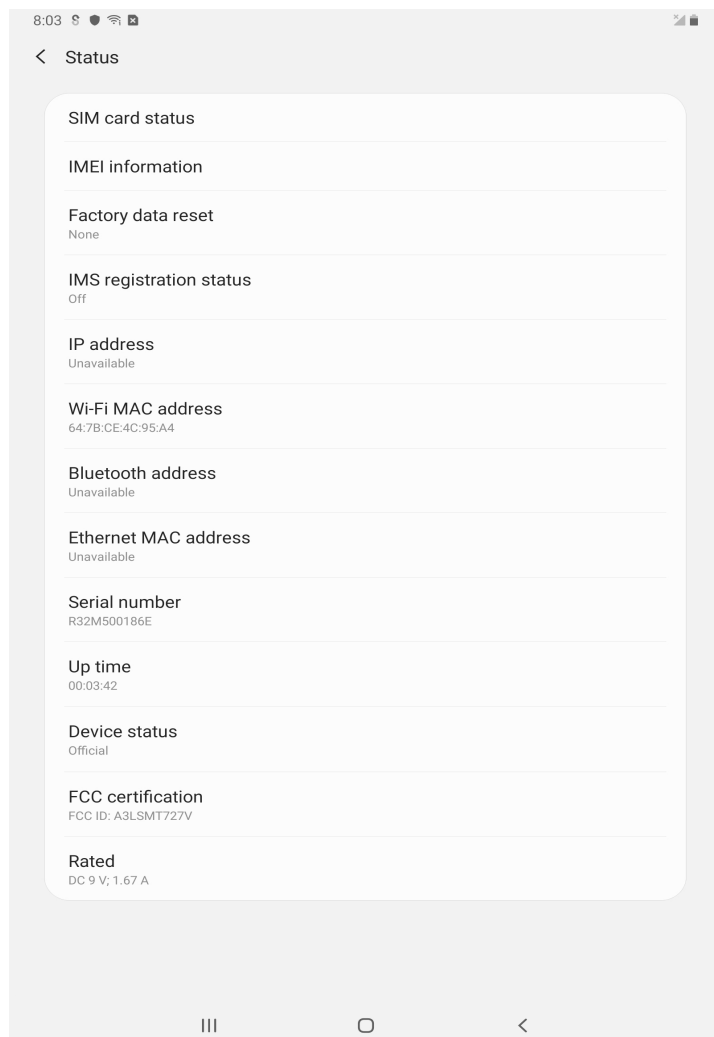 8:03
Status
SIM card status
IMEI information
Factory data reset
None
IMS registration status
Off
IP address
Unavailable
Wi-Fi MAC address
64:7B:CE:4C:95:A4
Bluetooth address
Unavailable
Ethernet MAC address
Unavailable
Serial number
R32M500186E
Up time
00:03:42
Device status
Official
FCC certification
FCC ID: A3LSMT727V
Rated
DC 9 V; 1.67 A